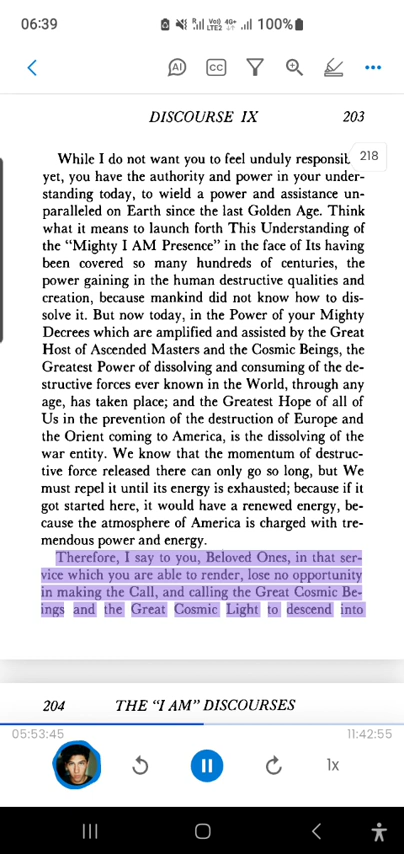 06:39
Vo)) 4G+ 100%
LTE2
AI CC
DISCOURSE IX 203
218
While I do not want you to feel unduly responsibl
yet, you have the authority and power in your under-
standing today, to wield a power and assistance un-
paralleled on Earth since the last Golden Age. Think
what it means to launch forth This Understanding of
the “Mighty I AM Presence” in the face of Its having
been covered so many hundreds of centuries, the
power gaining in the human destructive qualities and
creation, because mankind did not know how to dis-
solve it. But now today, in the Power of your Mighty
Decrees which are amplified and assisted by the Great
Host of Ascended Masters and the Cosmic Beings, the
Greatest Power of dissolving and consuming of the de-
structive forces ever known in the World, through any
age, has taken place; and the Greatest Hope of all of
Us in the prevention of the destruction of Europe and
the Orient coming to America, is the dissolving of the
war entity. We know that the momentum of destruc-
tive force released there can only go so long, but We
must repel it until its energy is exhausted; because if it
got started here, it would have a renewed energy, be-
cause the atmosphere of America is charged with tre-
mendous power and energy.
Therefore, I say to you, Beloved Ones, in that ser-
vice which you are able to render, lose no opportunity
in making the Call, and calling the Great Cosmic Be-
ings and the Great Cosmic Light to descend into
204 THE “I AM” DISCOURSES
05:53:45 11:42:55
1x